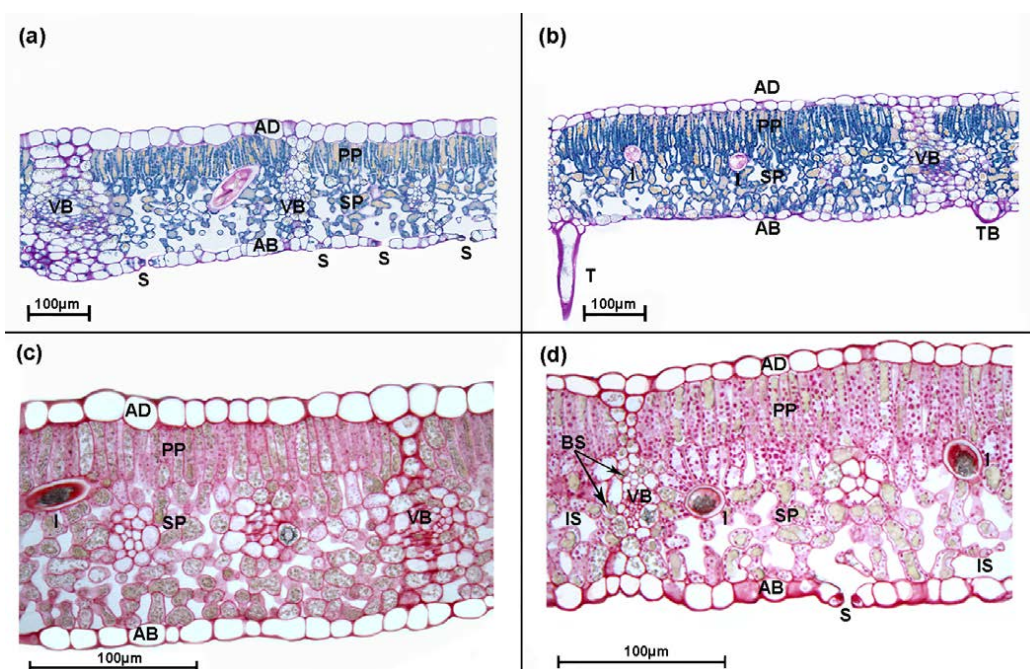 (a)
AD
PP
VB
VB
SP
AB
S
S
S
S
100µm
(b)
AD
PP
VB
I
I
SP
AB
TB
T
100µm
(c)
AD
PP
I
SP
VB
AB
100µm
(d)
AD
PP
BS
I
VB
IS
I
SP
IS
AB
S
100µm